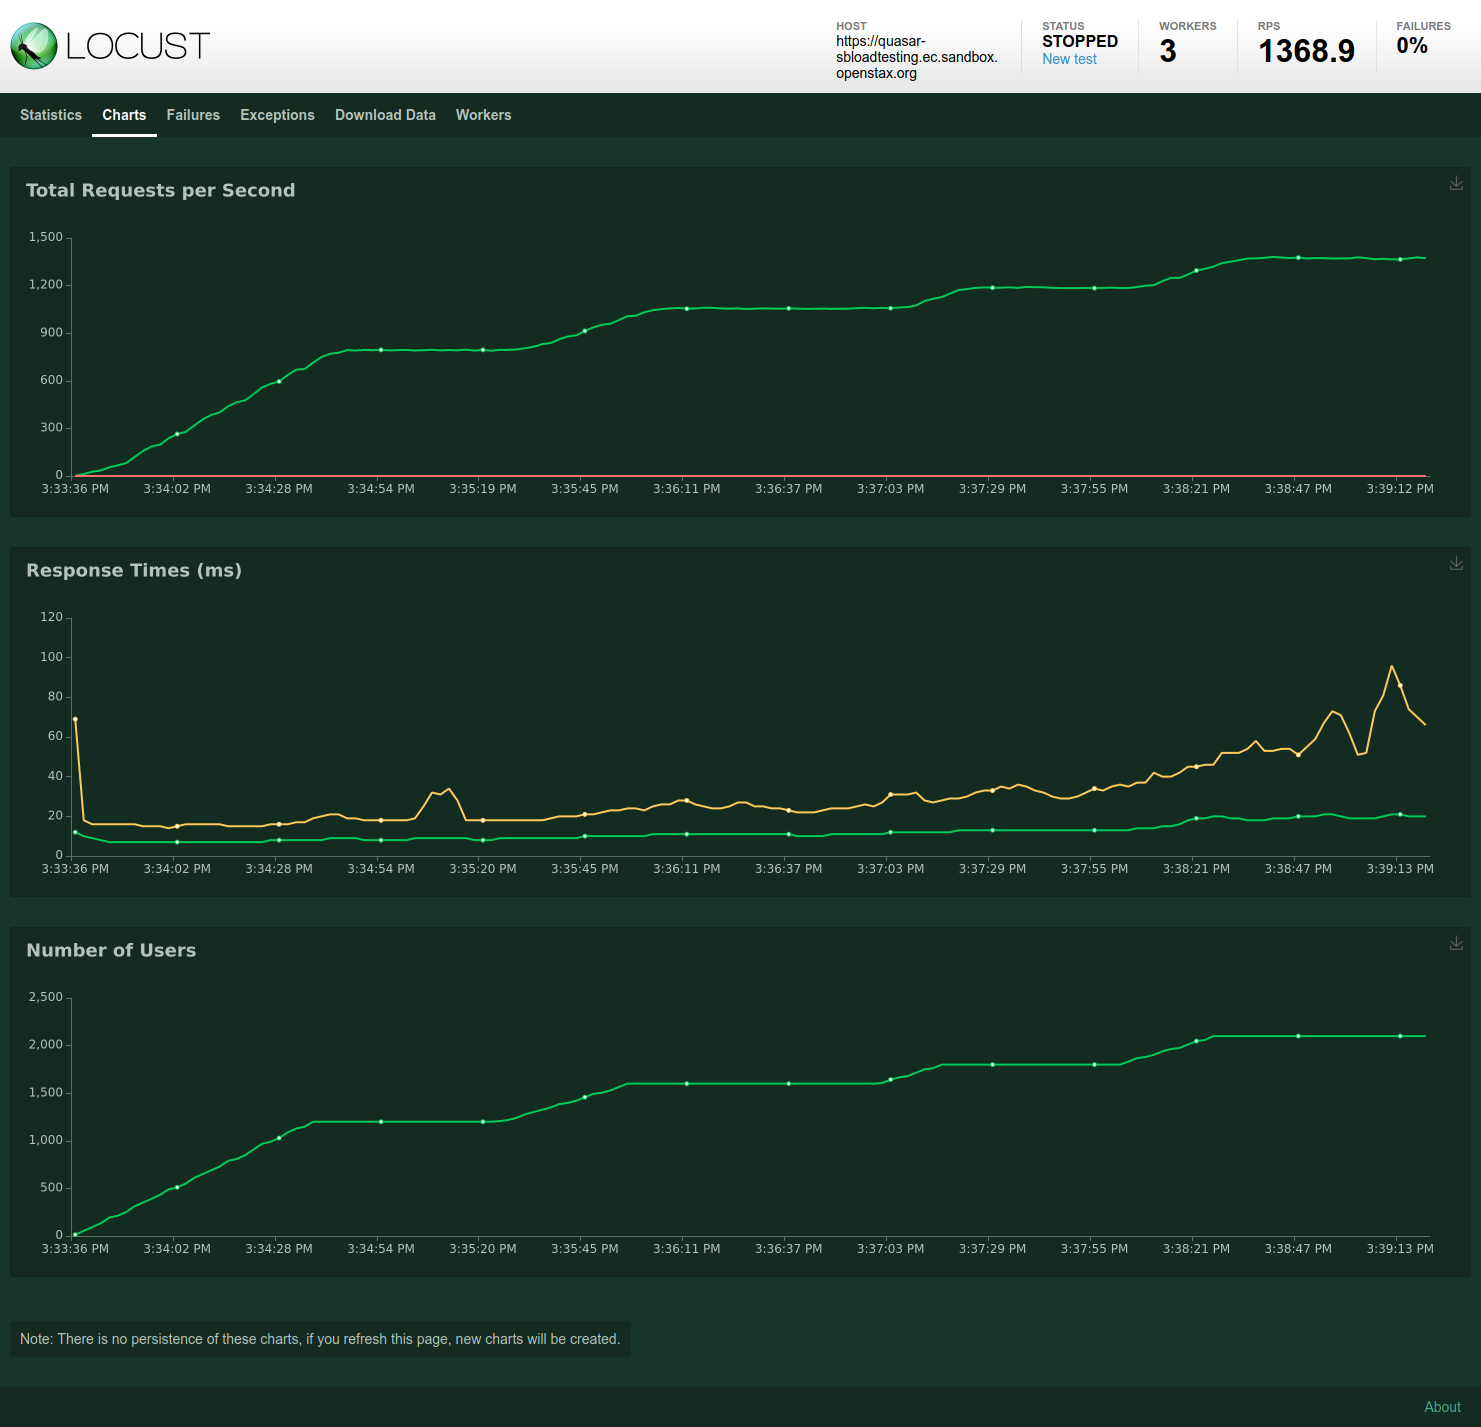 LOCUST
HOST
https://quasar-
sbloadtesting.ec.sandbox.
openstax.org
STATUS
STOPPED
New test
WORKERS
3
RPS
1368.9
FAILURES
0%
Statistics Charts Failures Exceptions Download Data Workers
Total Requests per Second
1,500
1,200
900
600
300
0
3:33:36 PM 3:34:02 PM 3:34:28 PM 3:34:54 PM 3:35:19 PM 3:35:45 PM 3:36:11 PM 3:36:37 PM 3:37:03 PM 3:37:29 PM 3:37:55 PM 3:38:21 PM 3:38:47 PM 3:39:12 PM
Response Times (ms)
120
100
80
60
40
20
0
3:33:36 PM 3:34:02 PM 3:34:28 PM 3:34:54 PM 3:35:20 PM 3:35:45 PM 3:36:11 PM 3:36:37 PM 3:37:03 PM 3:37:29 PM 3:37:55 PM 3:38:21 PM 3:38:47 PM 3:39:13 PM
Number of Users
2,500
2,000
1,500
1,000
500
0
3:33:36 PM 3:34:02 PM 3:34:28 PM 3:34:54 PM 3:35:20 PM 3:35:45 PM 3:36:11 PM 3:36:37 PM 3:37:03 PM 3:37:29 PM 3:37:55 PM 3:38:21 PM 3:38:47 PM 3:39:13 PM
Note: There is no persistence of these charts, if you refresh this page, new charts will be created.
About